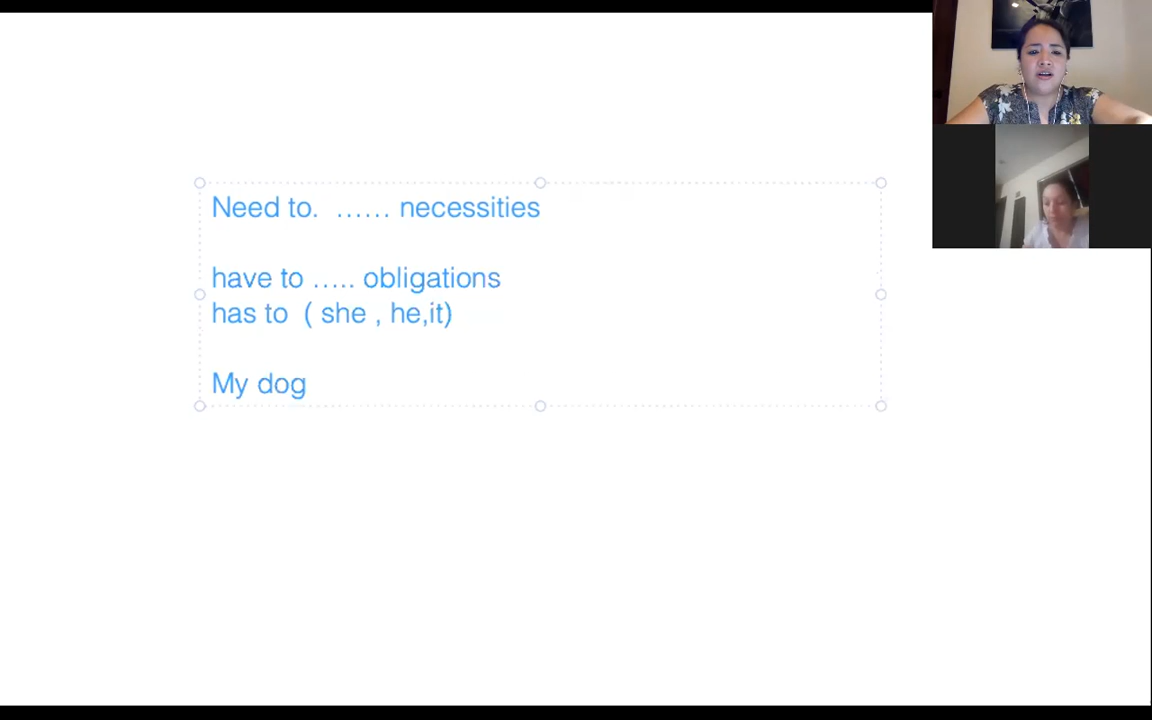 Need to.  …... necessities
have to ….. obligations
has to  ( she , he,it)
My dog